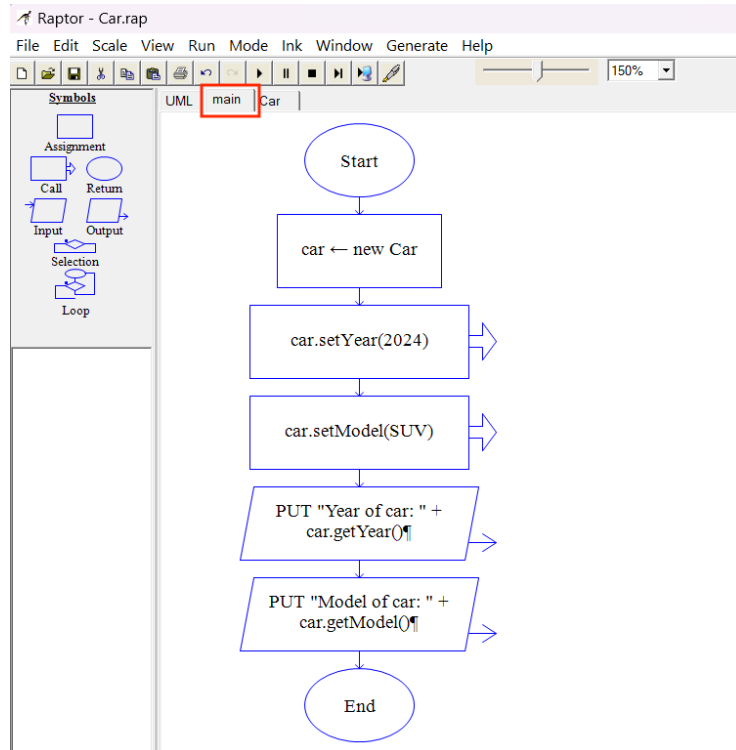 Raptor - Car.rap
File Edit Scale View Run Mode Ink Window Generate Help
150%
Symbols
Assignment
Call Return
Input Output
Selection
Loop
UML main Car
Start
car ← new Car
car.setYear(2024)
car.setModel(SUV)
PUT "Year of car: " +
car.getYear()¶
PUT "Model of car: " +
car.getModel()¶
End